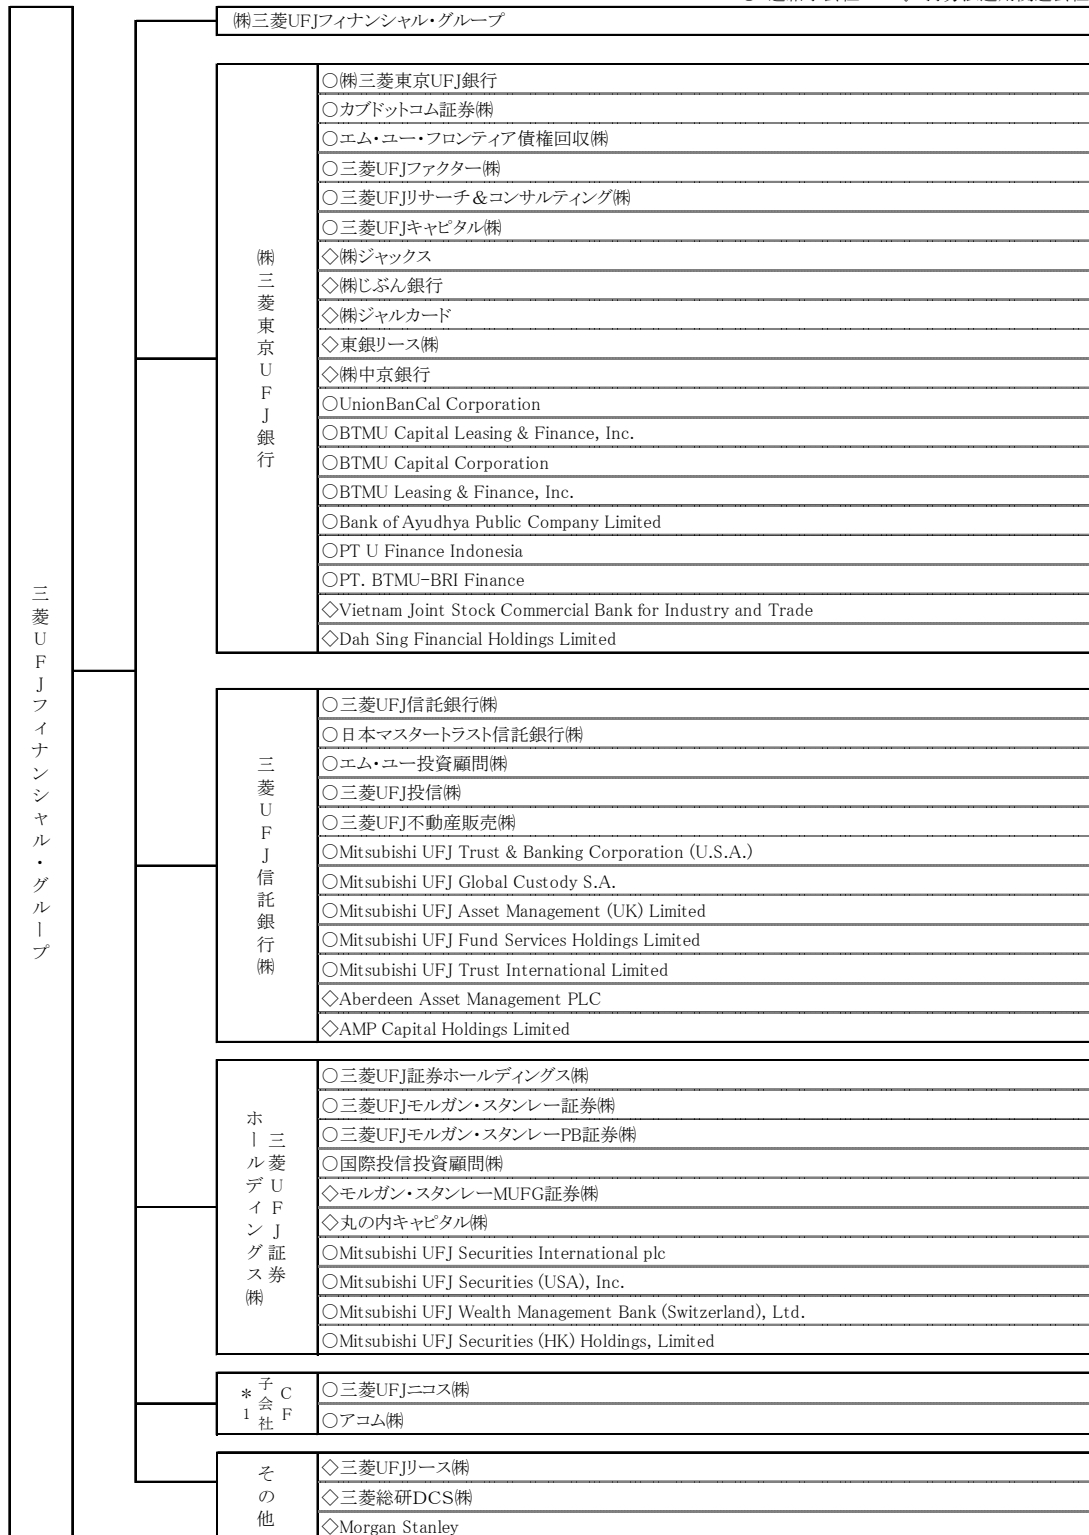 ㈱三菱UFJフィナンシャル・グループ
三菱UFJフィナンシャル・グループ
㈱三菱東京UFJ銀行
○㈱三菱東京UFJ銀行
○カブドットコム証券㈱
○エム・ユー・フロンティア債権回収㈱
○三菱UFJファクター㈱
○三菱UFJリサーチ&コンサルティング㈱
○三菱UFJキャピタル㈱
◇㈱ジャックス
◇㈱じぶん銀行
◇㈱ジャルカード
◇東銀リース㈱
◇㈱中京銀行
○UnionBanCal Corporation
○BTMU Capital Leasing & Finance, Inc.
○BTMU Capital Corporation
○BTMU Leasing & Finance, Inc.
○Bank of Ayudhya Public Company Limited
○PT U Finance Indonesia
○PT. BTMU-BRI Finance
◇Vietnam Joint Stock Commercial Bank for Industry and Trade
◇Dah Sing Financial Holdings Limited
三菱UFJ信託銀行㈱
○三菱UFJ信託銀行㈱
○日本マスタートラスト信託銀行㈱
○エム・ユー投資顧問㈱
○三菱UFJ投信㈱
○三菱UFJ不動産販売㈱
○Mitsubishi UFJ Trust & Banking Corporation (U.S.A.)
○Mitsubishi UFJ Global Custody S.A.
○Mitsubishi UFJ Asset Management (UK) Limited
○Mitsubishi UFJ Fund Services Holdings Limited
○Mitsubishi UFJ Trust International Limited
◇Aberdeen Asset Management PLC
◇AMP Capital Holdings Limited
三菱UFJ証券
ホールディングス㈱
○三菱UFJ証券ホールディングス㈱
○三菱UFJモルガン・スタンレー証券㈱
○三菱UFJモルガン・スタンレーPB証券㈱
○国際投信投資顧問㈱
◇モルガン・スタンレーMUFG証券㈱
◇丸の内キャピタル㈱
○Mitsubishi UFJ Securities International plc
○Mitsubishi UFJ Securities (USA), Inc.
○Mitsubishi UFJ Wealth Management Bank (Switzerland), Ltd.
○Mitsubishi UFJ Securities (HK) Holdings, Limited
CF
子会社
*1
○三菱UFJニコス㈱
○アコム㈱
その他
◇三菱UFJリース㈱
◇三菱総研DCS㈱
◇Morgan Stanley